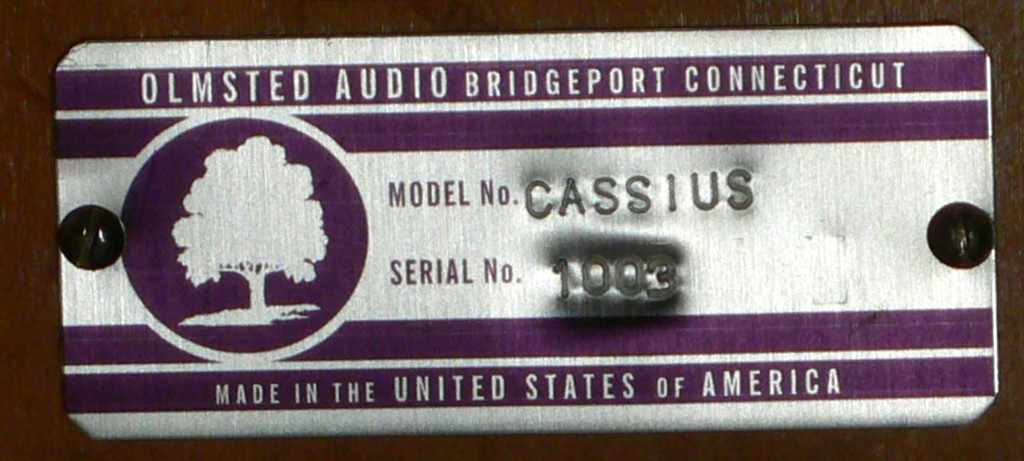 OLMSTED AUDIO BRIDGEPORT CONNECTICUT
MODEL No. CASSIUS
SERIAL No. 1003
MADE IN THE UNITED STATES OF AMERICA